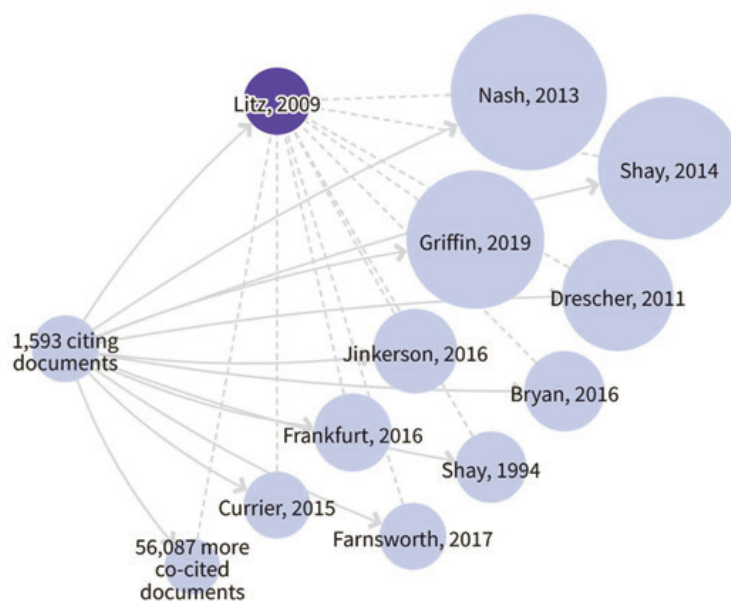 Litz, 2009
Nash, 2013
Shay, 2014
Griffin, 2019
Drescher, 2011
1,593 citing
documents
Jinkerson, 2016
Bryan, 2016
Frankfurt, 2016
Shay, 1994
Currier, 2015
Farnsworth, 2017
56,087 more
co-cited
documents